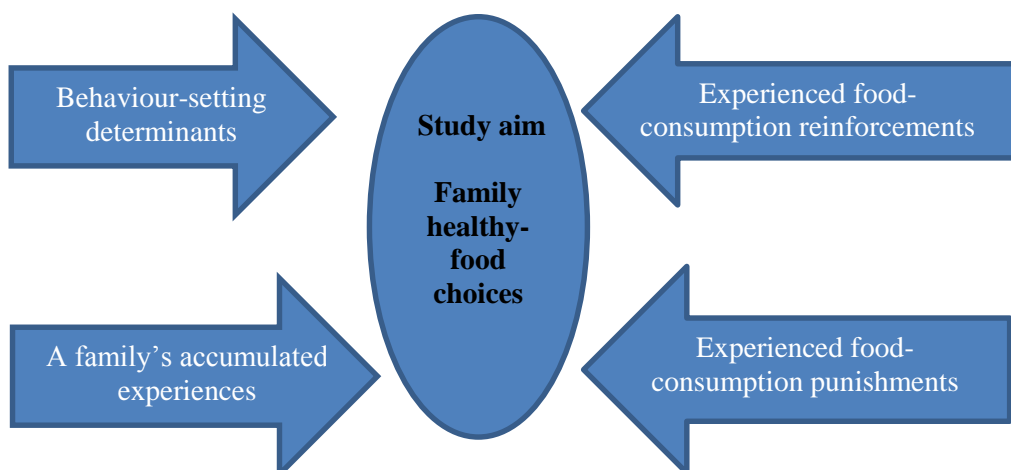 Behaviour-setting
determinants
A family's accumulated
experiences
Study aim
Family
healthy-
food
choices
Experienced food-
consumption reinforcements
Experienced food-
consumption punishments